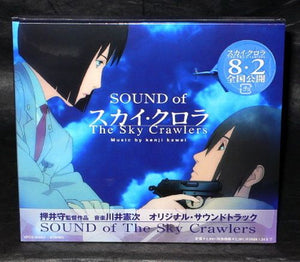 スカイ・クロラ
8・2
全国公開
SOUND of
スカイ・クロラ
The Sky Crawlers
Music by kenji kawai
押井守監督作品 音楽川井憲次 オリジナル・サウンドトラック
SOUND of The Sky Crawlers